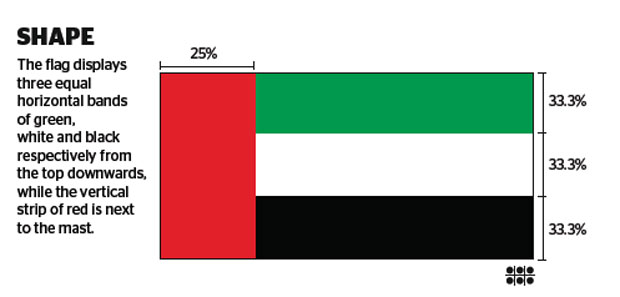 SHAPE
The flag displays
three equal
horizontal bands
of green,
white and black
respectively from
the top downwards,
while the vertical
strip of red is next
to the mast.
25%
33.3%
33.3%
33.3%